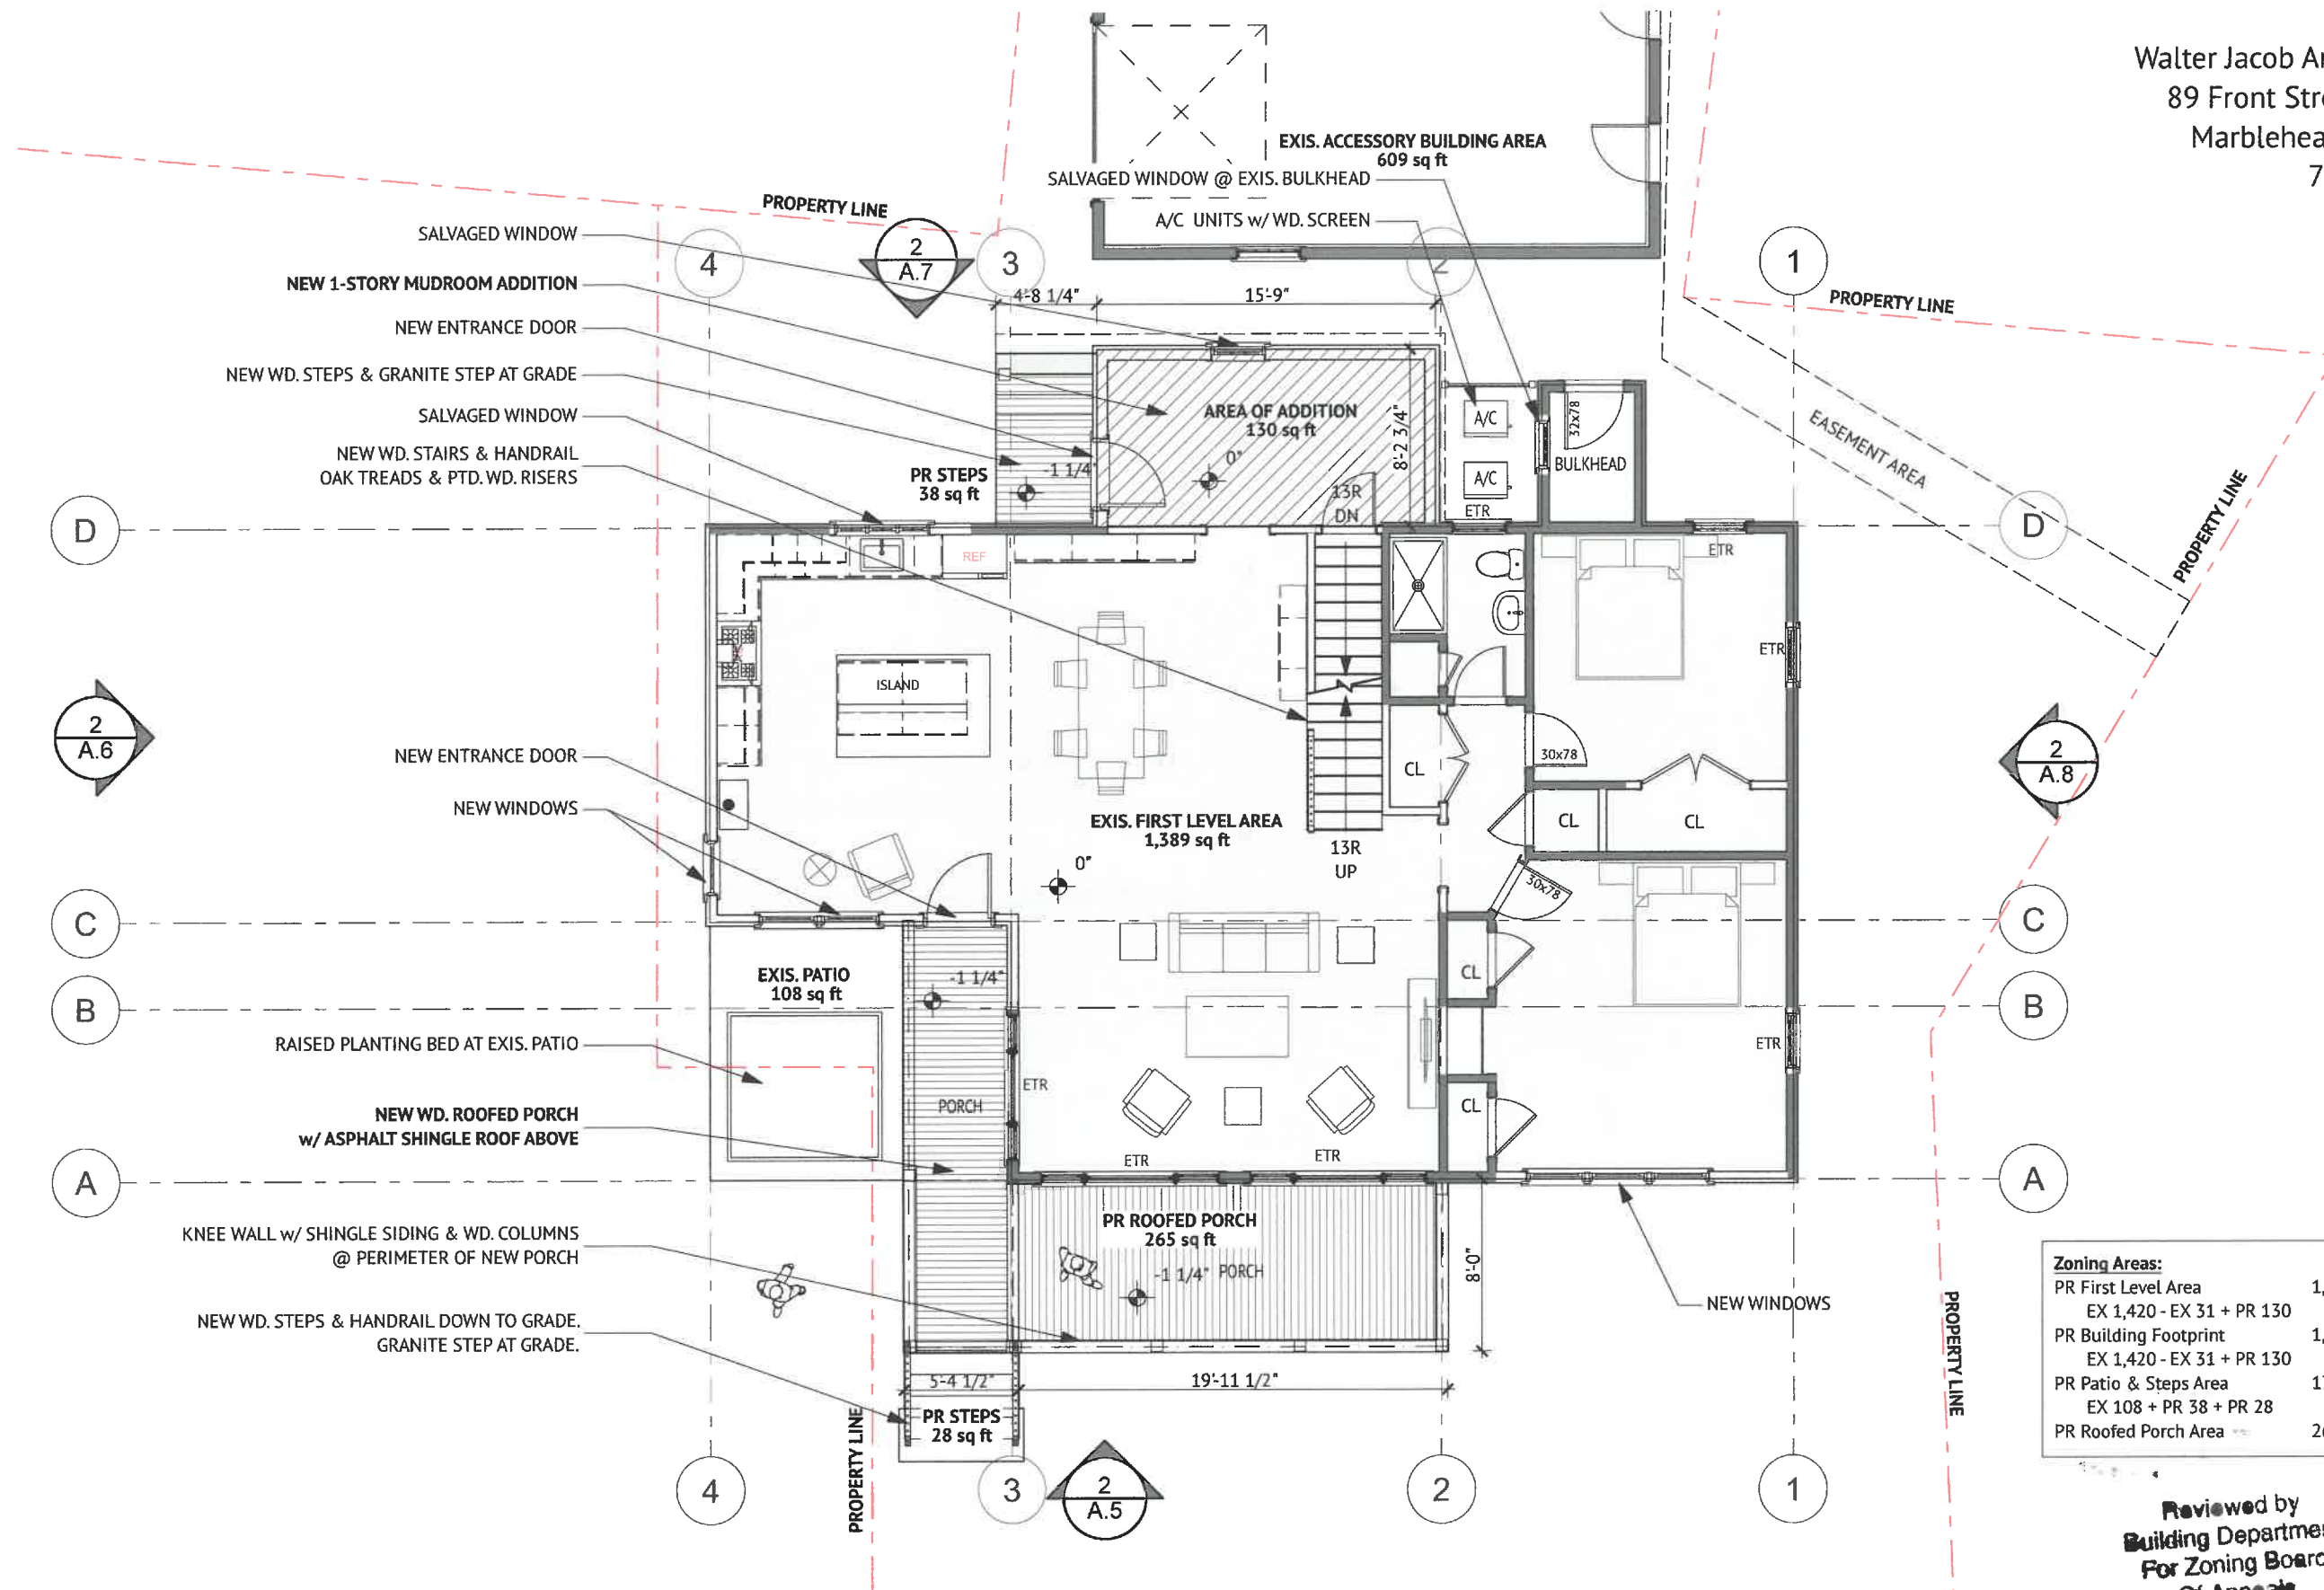 Walter Jacob
89 Front
EXIS. ACCESSORY BUILDING AREA
609 sq ft
SALVAGED WINDOW @ EXIS. BULKHEAD
A/C UNITS w/ WD. SCREEN
PROPERTY LINE
SALVAGED WINDOW
NEW 1-STORY MUDROOM ADDITION
NEW ENTRANCE DOOR
NEW WD. STEPS & GRANITE STEP AT GRADE
SALVAGED WINDOW
NEW WD. STAIRS & HANDRAIL
OAK TREADS & PTD. WD. RISERS
2
A.7
4
3
2
1
4'-8 1/4"
15'-9"
PROPERTY LINE
EASEMENT AREA
PROPERTY LINE
AREA OF ADDITION
130 sq ft
8'-2 3/4"
0"
-1 1/4"
PR STEPS
38 sq ft
13R
DN
A/C
A/C
ETR
32x78
BULKHEAD
D
D
REF
ETR
ETR
ISLAND
2
A.6
2
A.8
NEW ENTRANCE DOOR
NEW WINDOWS
30x78
CL
CL
CL
EXIS. FIRST LEVEL AREA
1,389 sq ft
0"
13R
UP
30x78
C
C
CL
EXIS. PATIO
108 sq ft
-1 1/4"
B
B
RAISED PLANTING BED AT EXIS. PATIO
ETR
ETR
CL
NEW WD. ROOFED PORCH
w/ ASPHALT SHINGLE ROOF ABOVE
PORCH
ETR
ETR
A
A
KNEE WALL w/ SHINGLE SIDING & WD. COLUMNS
@ PERIMETER OF NEW PORCH
PR ROOFED PORCH
265 sq ft
-1 1/4" PORCH
8'-0"
NEW WINDOWS
NEW WD. STEPS & HANDRAIL DOWN TO GRADE.
GRANITE STEP AT GRADE.
5'-4 1/2"
19'-11 1/2"
PR STEPS
28 sq ft
PROPERTY LINE
PROPERTY LINE
4
3
2
A.5
2
1
Zoning Areas:
PR First Level Area
EX 1,420 - EX 31 + PR 130
PR Building Footprint
EX 1,420 - EX 31 + PR 130
PR Patio & Steps Area
EX 108 + PR 38 + PR 28
PR Roofed Porch Area
Reviewed by
Building
For Zoning